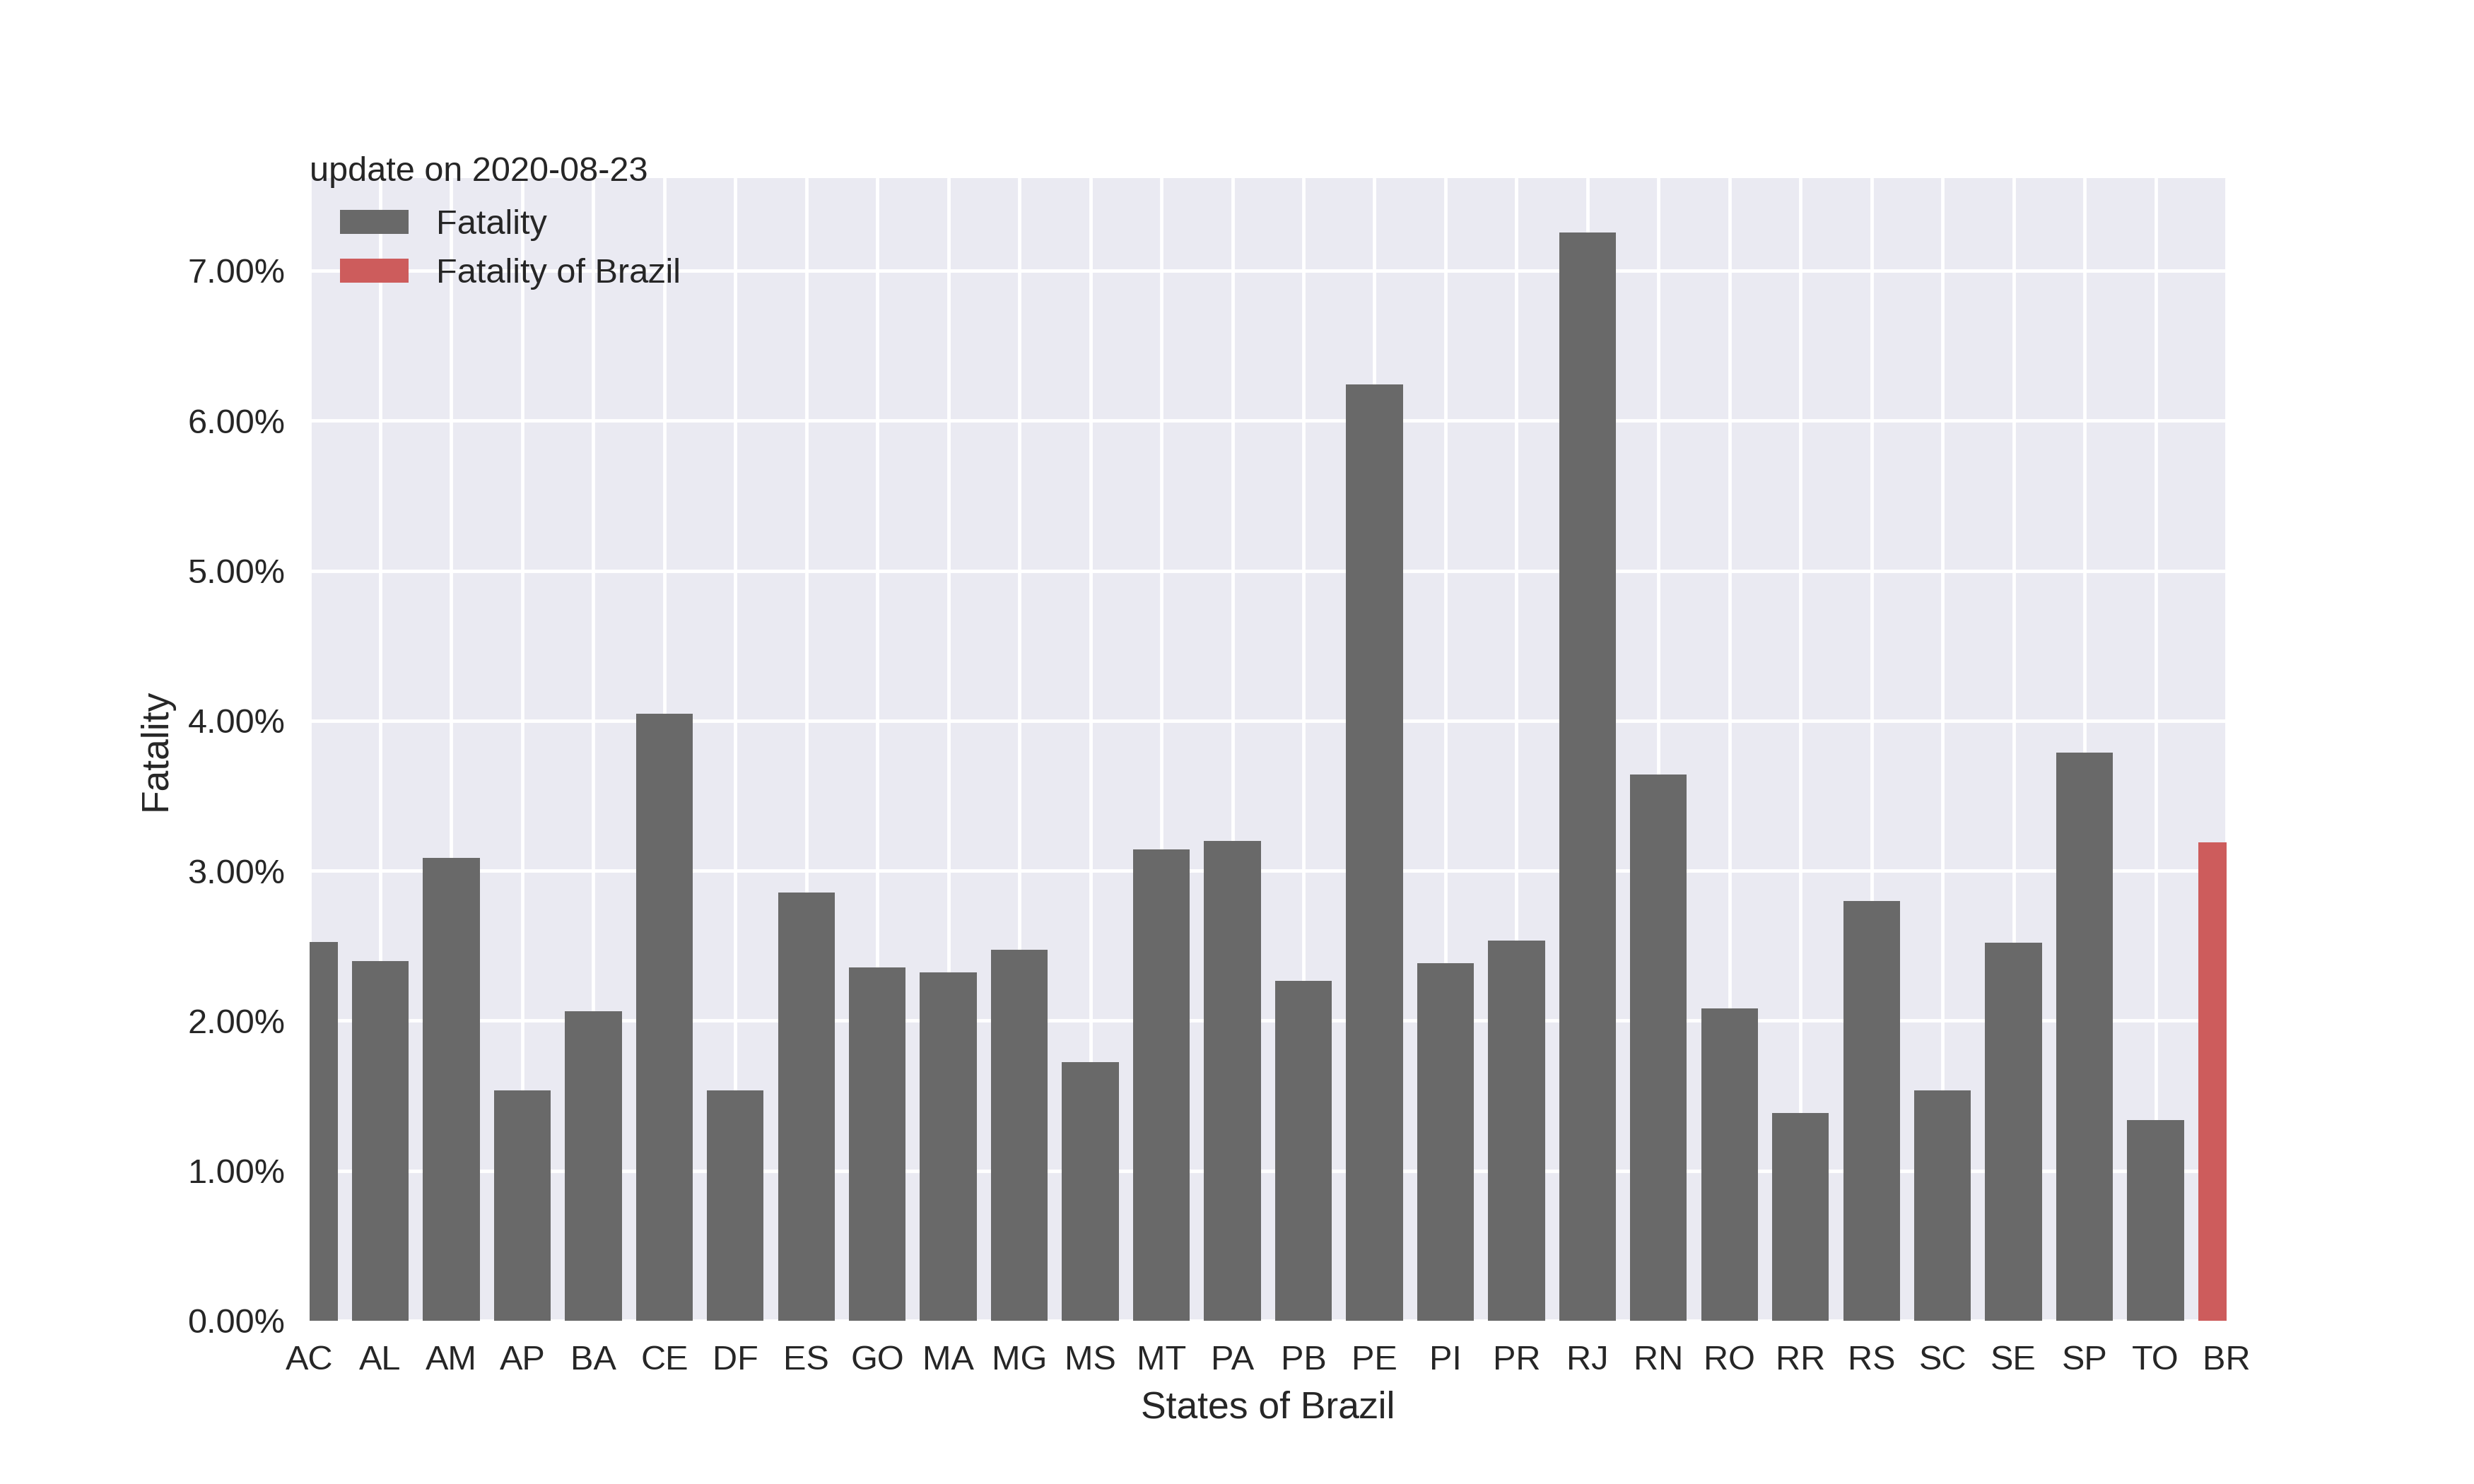 update on 2020-08-23
Fatality
Fatality of Brazil
7.00%
6.00%
5.00%
4.00%
3.00%
2.00%
1.00%
0.00%
Fatality
AC AL AM AP BA CE DF ES GO MA MG MS MT PA PB PE PI PR RJ RN RO RR RS SC SE SP TO BR
States of Brazil